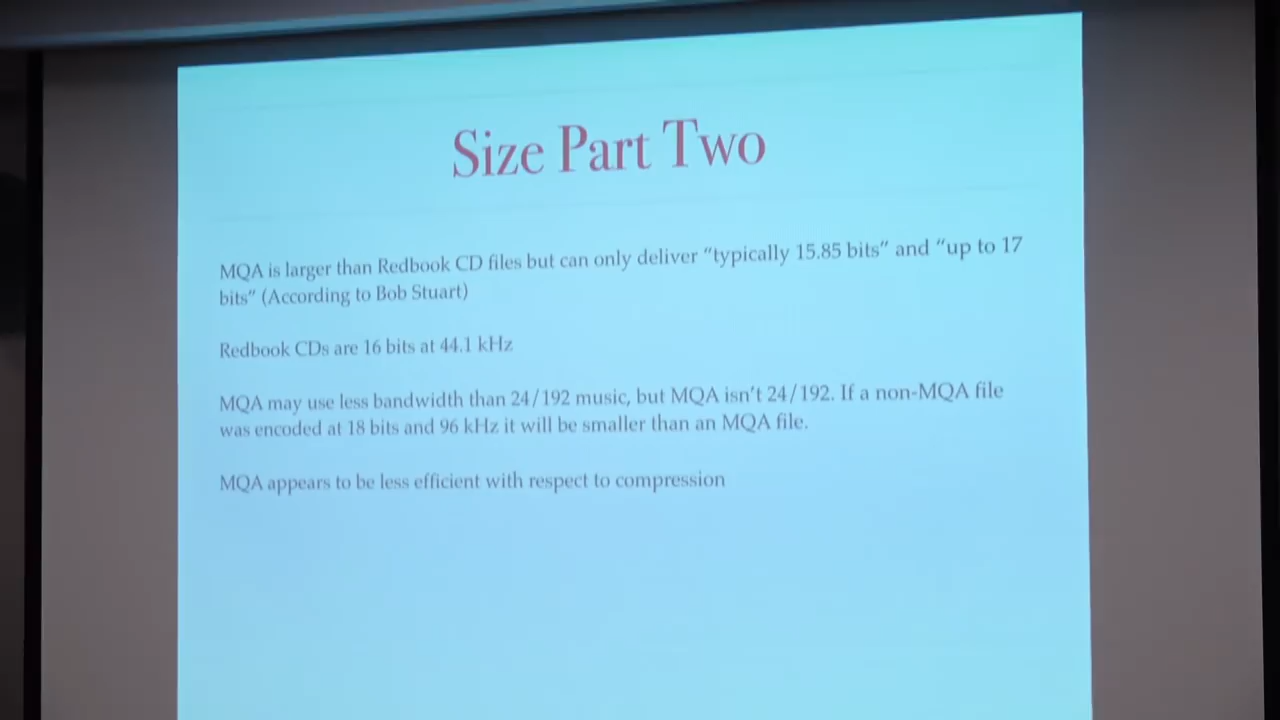 Size Part Two
MQA is larger than Redbook CD files but can only deliver “typically 15.85 bits” and “up to 17
bits” (According to Bob Stuart)
Redbook CDs are 16 bits at 44.1 kHz
MQA may use less bandwidth than 24/192 music, but MQA isn’t 24/192. If a non-MQA file
was encoded at 18 bits and 96 kHz it will be smaller than an MQA file.
MQA appears to be less efficient with respect to compression